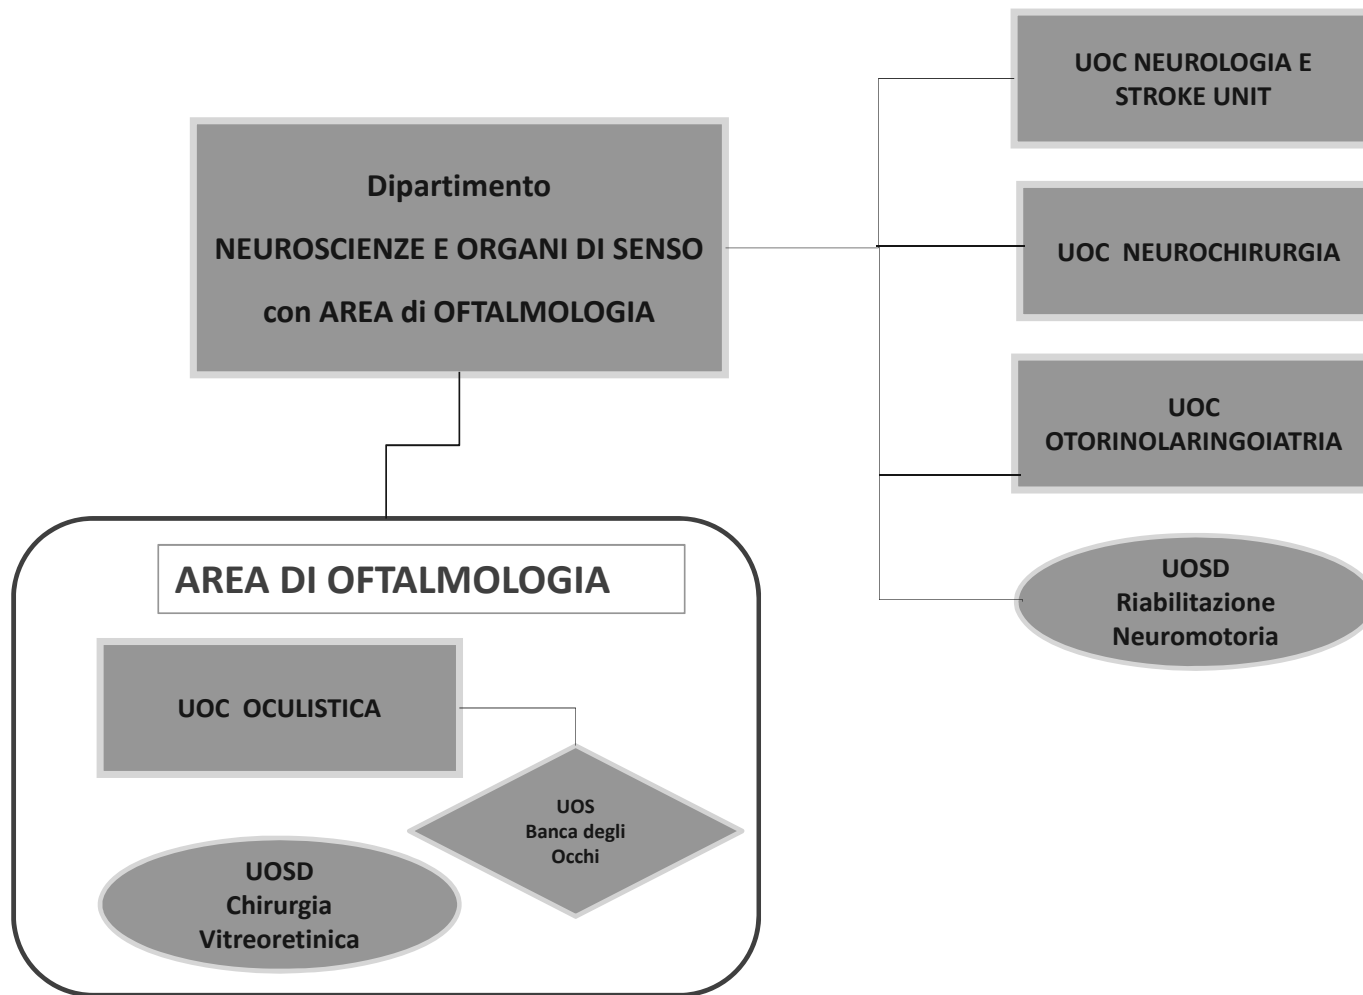 Dipartimento
NEUROSCIENZE E ORGANI DI SENSO
con AREA di OFTALMOLOGIA
UOC NEUROLOGIA E
STROKE UNIT
UOC NEUROCHIRURGIA
UOC
OTORINOLARINGOIATRIA
UOSD
Riabilitazione
Neuromotoria
AREA DI OFTALMOLOGIA
UOC OCULISTICA
UOS
Banca degli
Occhi
UOSD
Chirurgia
Vitreoretinica